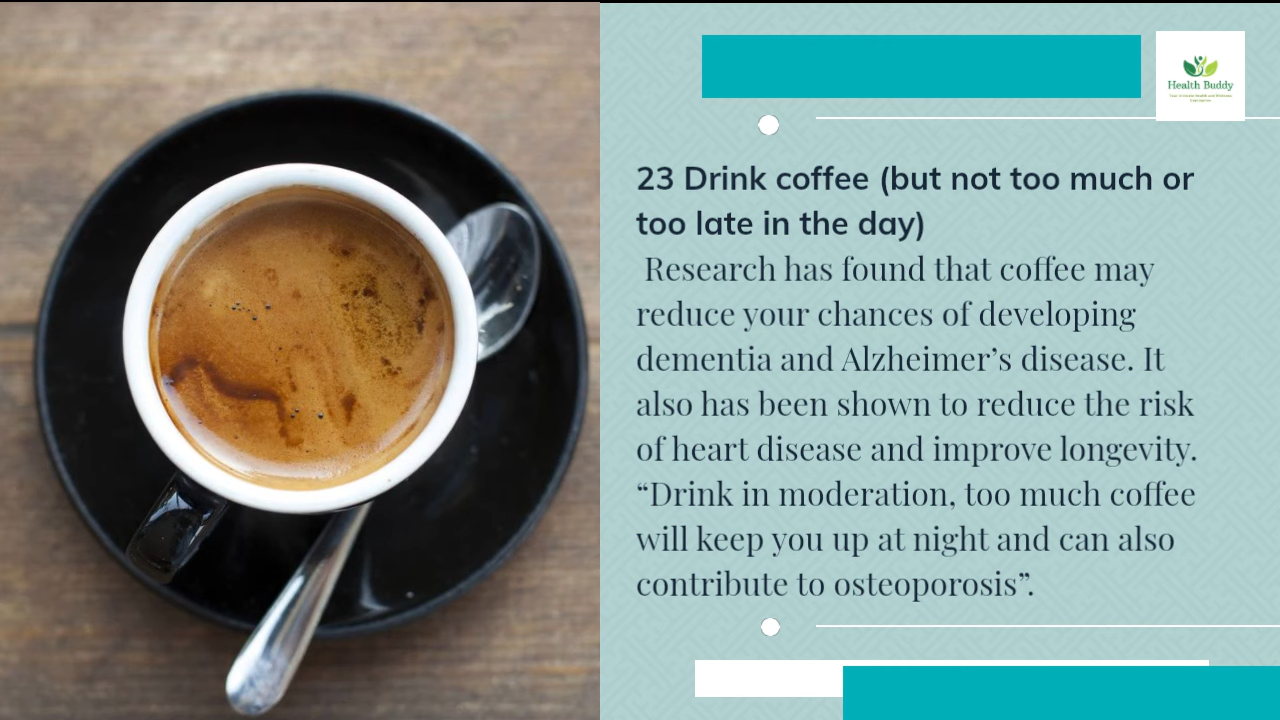 Health Buddy
23 Drink coffee (but not too much or
too late in the day)
Research has found that coffee may
reduce your chances of developing
dementia and Alzheimer’s disease. It
also has been shown to reduce the risk
of heart disease and improve longevity.
“Drink in moderation, too much coffee
will keep you up at night and can also
contribute to osteoporosis”.